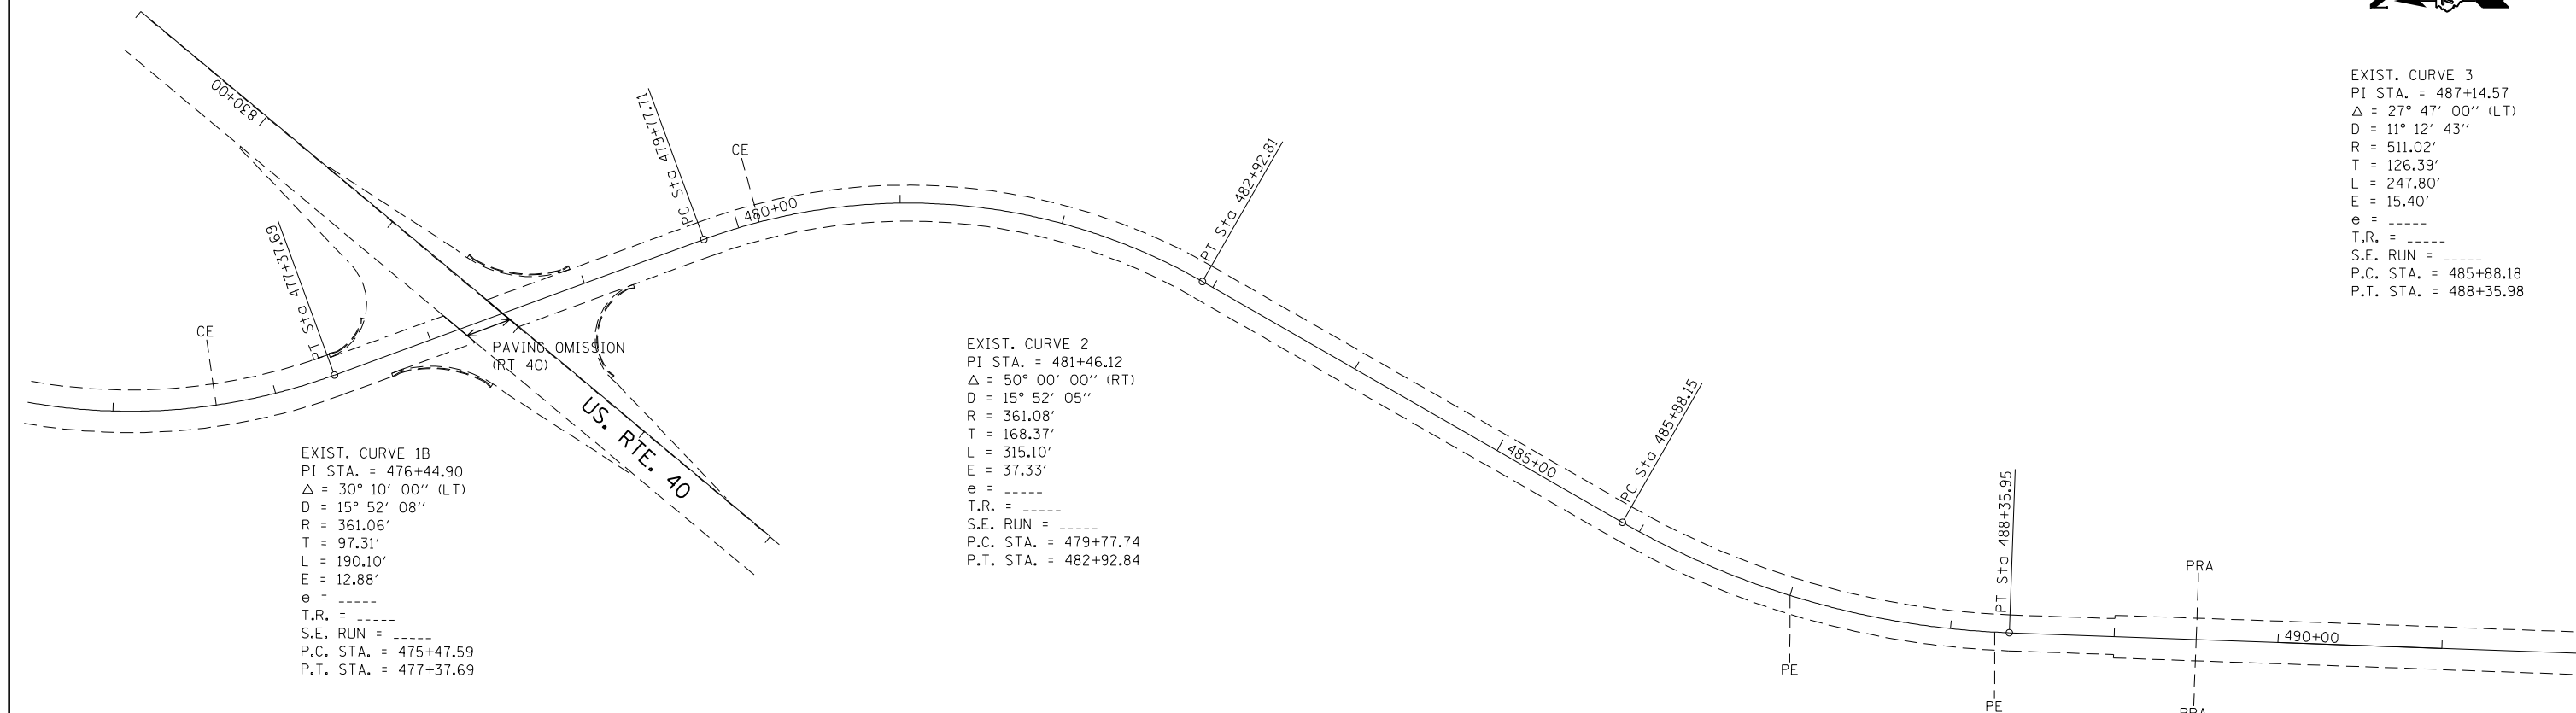 830+00
PT Sta 477+37.69
CE
PC Sta 479+77.71
CE
480+00
PT Sta 482+92.81
PAVING OMISSION
(RT 40)
US. RTE. 40
EXIST. CURVE 1B
PI STA. = 476+44.90
Δ = 30° 10' 00'' (LT)
D = 15° 52' 08''
R = 361.06'
T = 97.31'
L = 190.10'
E = 12.88'
e = _____
T.R. = _____
S.E. RUN = _____
P.C. STA. = 475+47.59
P.T. STA. = 477+37.69
EXIST. CURVE 2
PI STA. = 481+46.12
Δ = 50° 00' 00'' (RT)
D = 15° 52' 05''
R = 361.08'
T = 168.37'
L = 315.10'
E = 37.33'
e = _____
T.R. = _____
S.E. RUN = _____
P.C. STA. = 479+77.74
P.T. STA. = 482+92.84
485+00
PC Sta 485+88.15
PT Sta 488+35.95
PE
PE
PRA
PRA
490+00
EXIST. CURVE 3
PI STA. = 487+14.57
Δ = 27° 47' 00'' (LT)
D = 11° 12' 43''
R = 511.02'
T = 126.39'
L = 247.80'
E = 15.40'
e = _____
T.R. = _____
S.E. RUN = _____
P.C. STA. = 485+88.18
P.T. STA. = 488+35.98